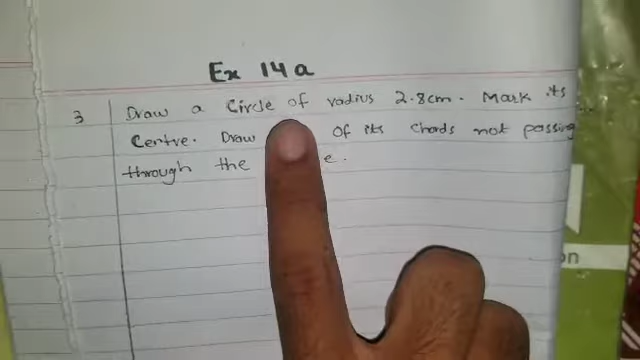 Ex 14a
3 Draw a Circle of radius 2.8cm. Mark its
Centre. Draw of its chords not passing
through the e.
on